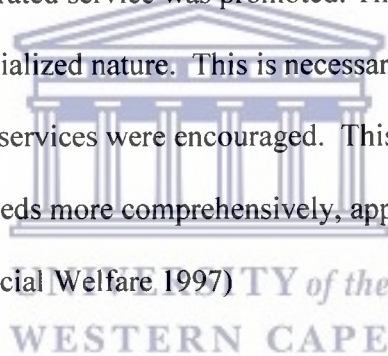 rated service was promoted. Th
ialized nature. This is necessar
services were encouraged. This
eds more comprehensively, app
cial Welfare 1997)
UNIVERSITY of the
WESTERN CAPE